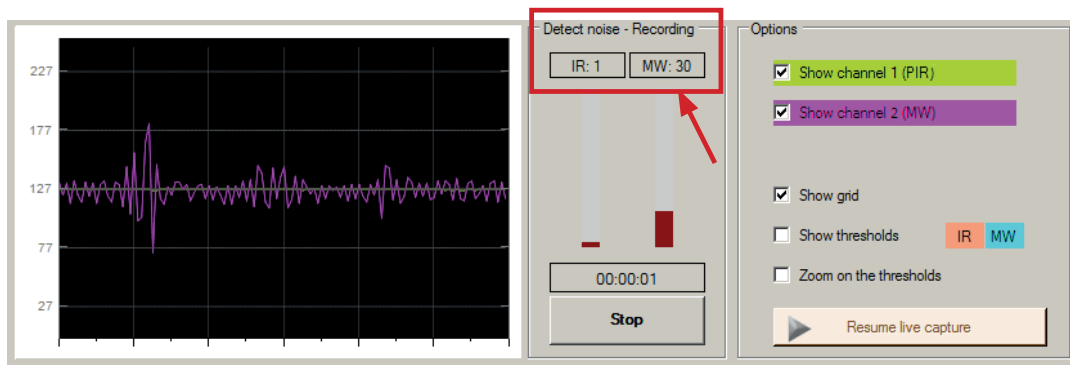 227
177
127
77
27
Detect noise - Recording
IR: 1 MW: 30
00:00:01
Stop
Options
Show channel 1 (PIR)
Show channel 2 (MW)
Show grid
Show thresholds IR MW
Zoom on the thresholds
Resume live capture